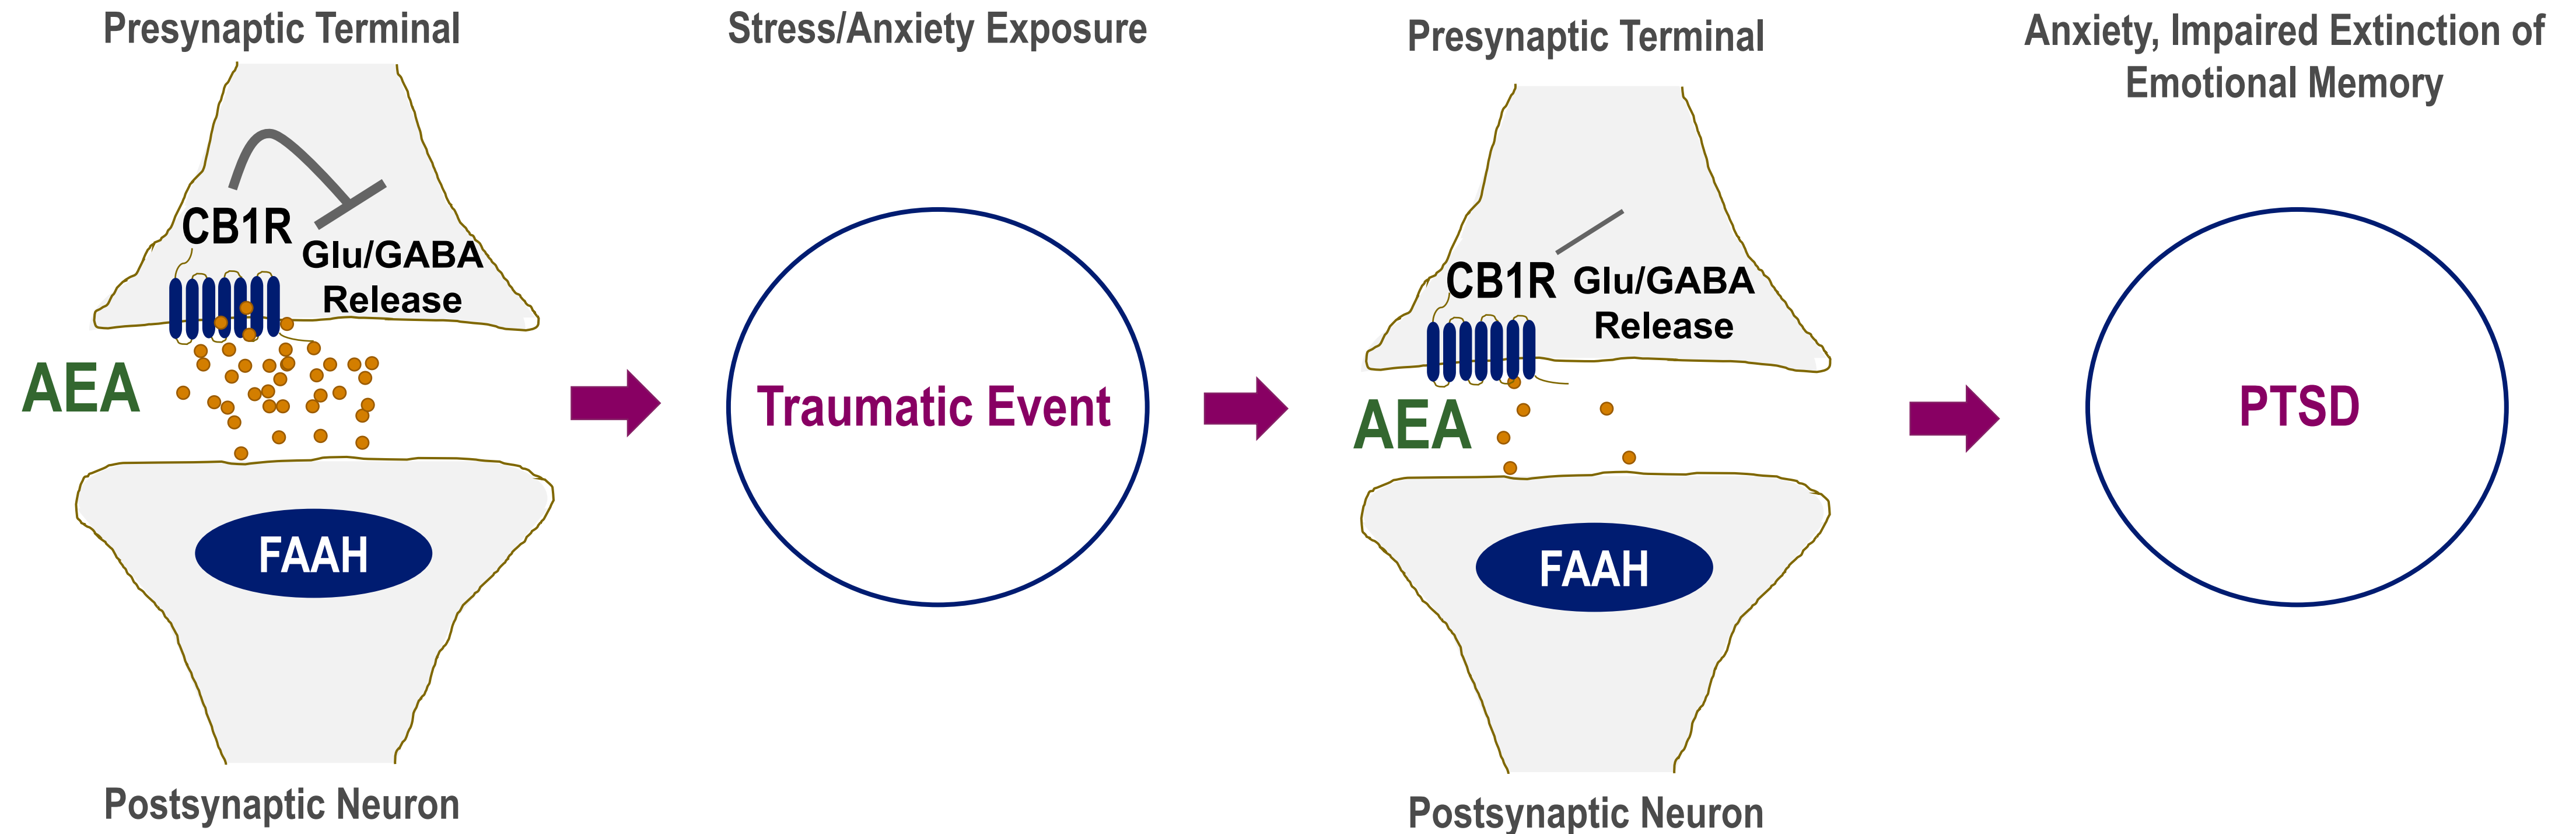 Presynaptic Terminal
CB1R
Glu/GABA
Release
AEA
FAAH
Postsynaptic Neuron
Stress/Anxiety Exposure
Traumatic Event
Presynaptic Terminal
CB1R
Glu/GABA
Release
AEA
FAAH
Postsynaptic Neuron
Anxiety, Impaired Extinction of
Emotional Memory
PTSD